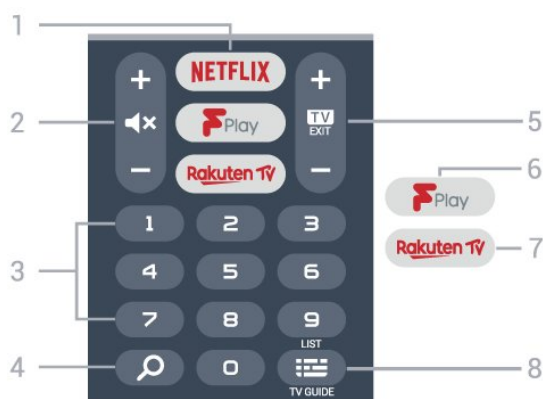 1
NETFLIX
+ +
2
F Play
TV
EXIT
5
− −
6
F Play
Rakuten TV
Rakuten TV
7
3
1 2 3
4 5 6
7 8 9
LIST
4
0
8
TV GUIDE